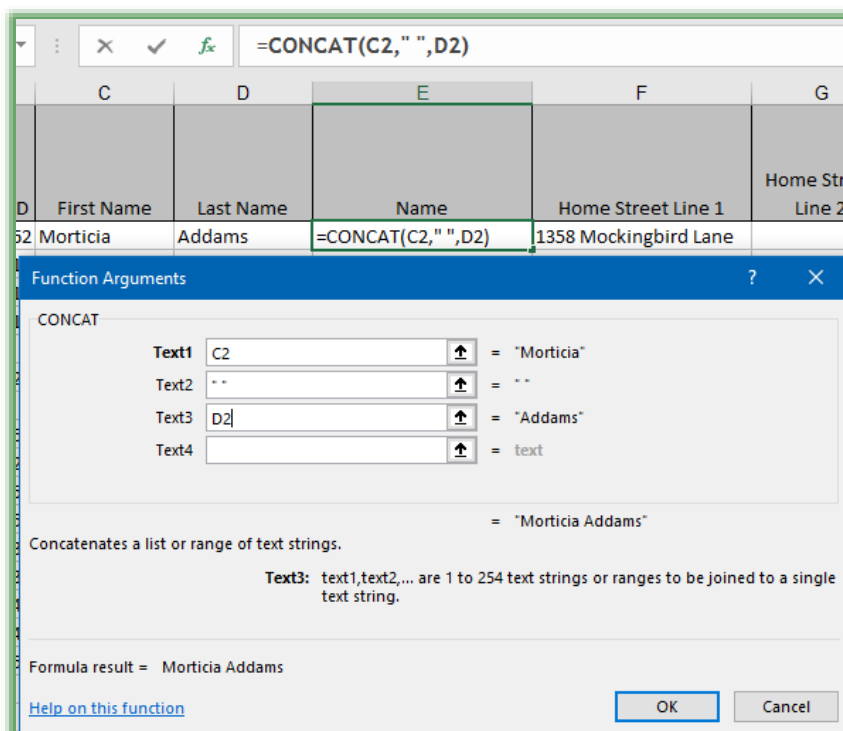 fx =CONCAT(C2," ",D2)
C D E F G
D First Name Last Name Name Home Street Line 1 Home Str
Line 2
52 Morticia Addams =CONCAT(C2," ",D2) 1358 Mockingbird Lane
Function Arguments ?
CONCAT
Text1 C2 = "Morticia"
Text2 " " = " "
Text3 D2 = "Addams"
Text4 = text
= "Morticia Addams"
Concatenates a list or range of text strings.
Text3: text1,text2,... are 1 to 254 text strings or ranges to be joined to a single
text string.
Formula result = Morticia Addams
Help on this function OK Cancel